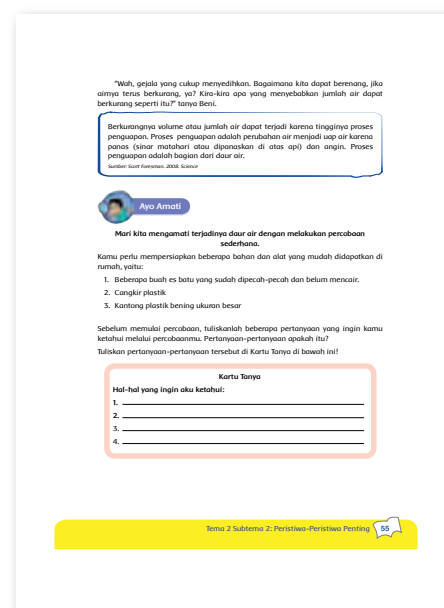 "Wah, gejala yang cukup menyedihkan. Bagaimana kita dapat berenang, jika
airnya terus berkurang, ya? Kira-kira apa yang menyebabkan jumlah air dapat
berkurang seperti itu?" tanya Beni.
Berkurangnya volume atau jumlah air dapat terjadi karena tingginya proses
penguapan. Proses penguapan adalah perubahan air menjadi uap air karena
panas (sinar matahari atau dipanaskan di atas api) dan angin. Proses
penguapan adalah bagian dari daur air.
Sumber: Scott Foresman. 2008. Science
Ayo Amati
Mari kita mengamati terjadinya daur air dengan melakukan percobaan
sederhana.
Kamu perlu mempersiapkan beberapa bahan dan alat yang mudah didapatkan di
rumah, yaitu:
1. Beberapa buah es batu yang sudah dipecah-pecah dan belum mencair.
2. Cangkir plastik
3. Kantong plastik bening ukuran besar
Sebelum memulai percobaan, tuliskanlah beberapa pertanyaan yang ingin kamu
ketahui melalui percobaanmu. Pertanyaan-pertanyaan apakah itu?
Tuliskan pertanyaan-pertanyaan tersebut di Kartu Tanya di bawah ini!
Kartu Tanya
Hal-hal yang ingin aku ketahui:
1.
2.
3.
4.
Tema 2 Subtema 2: Peristiwa-Peristiwa Penting 55